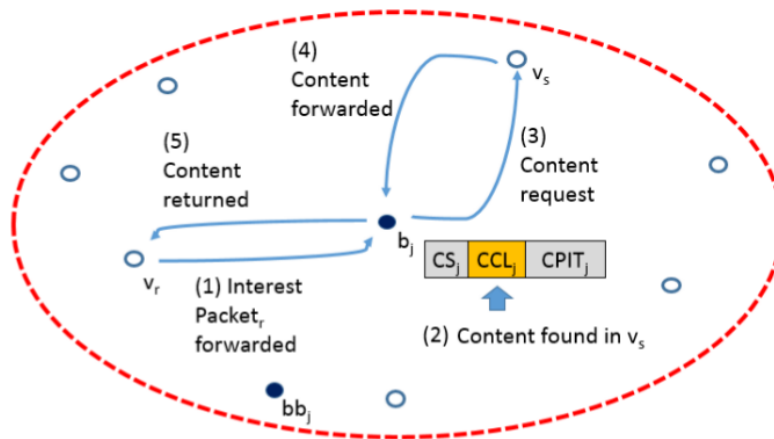 (4)
Content
forwarded
v_s
(5)
Content
returned
(3)
Content
request
b_j
CS_j CCL_j CPIT_j
v_r
(1) Interest
Packet_r
forwarded
(2) Content found in v_s
bb_j